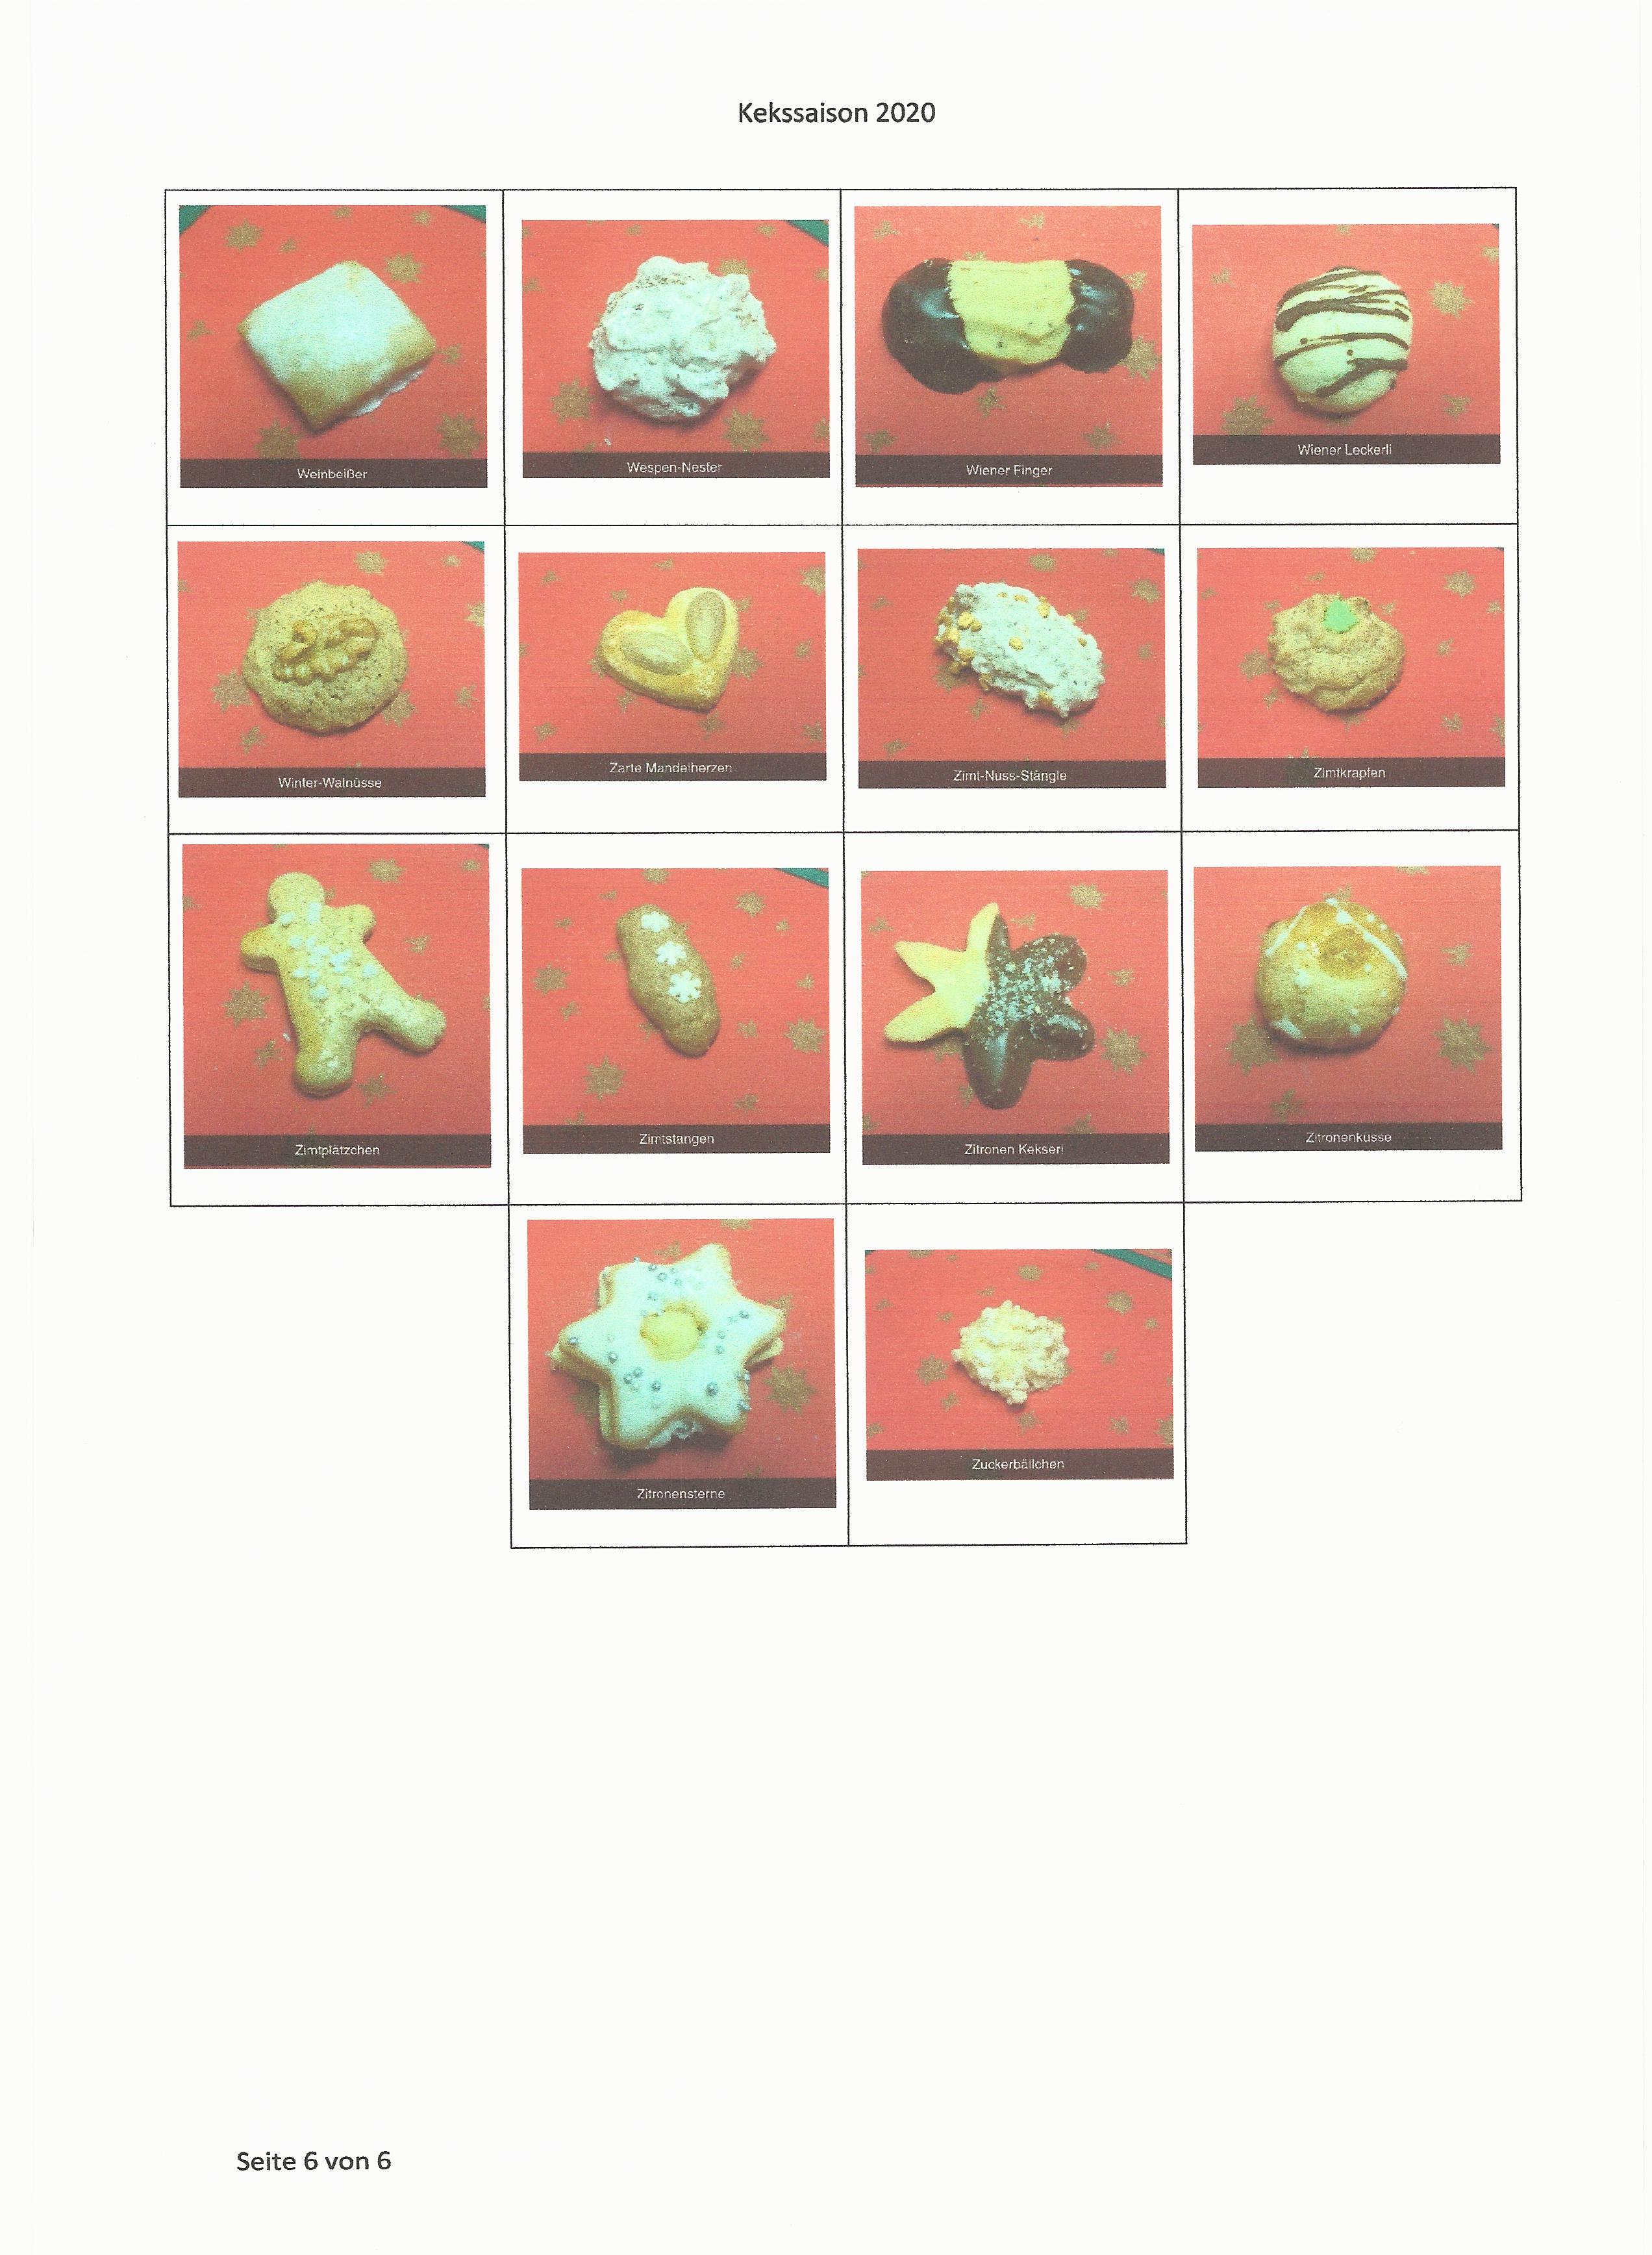 Kekssaison 2020
Weinbeißer
Wespen-Nester
Wiener Finger
Wiener Leckerli
Winter-Walnüsse
Zarte Mandelherzen
Zimt-Nuss-Stängle
Zimtkrapfen
Zimtplätzchen
Zimtstangen
Zitronen Kekserl
Zitronenküsse
Zitronensterne
Zuckerbällchen
Seite 6 von 6